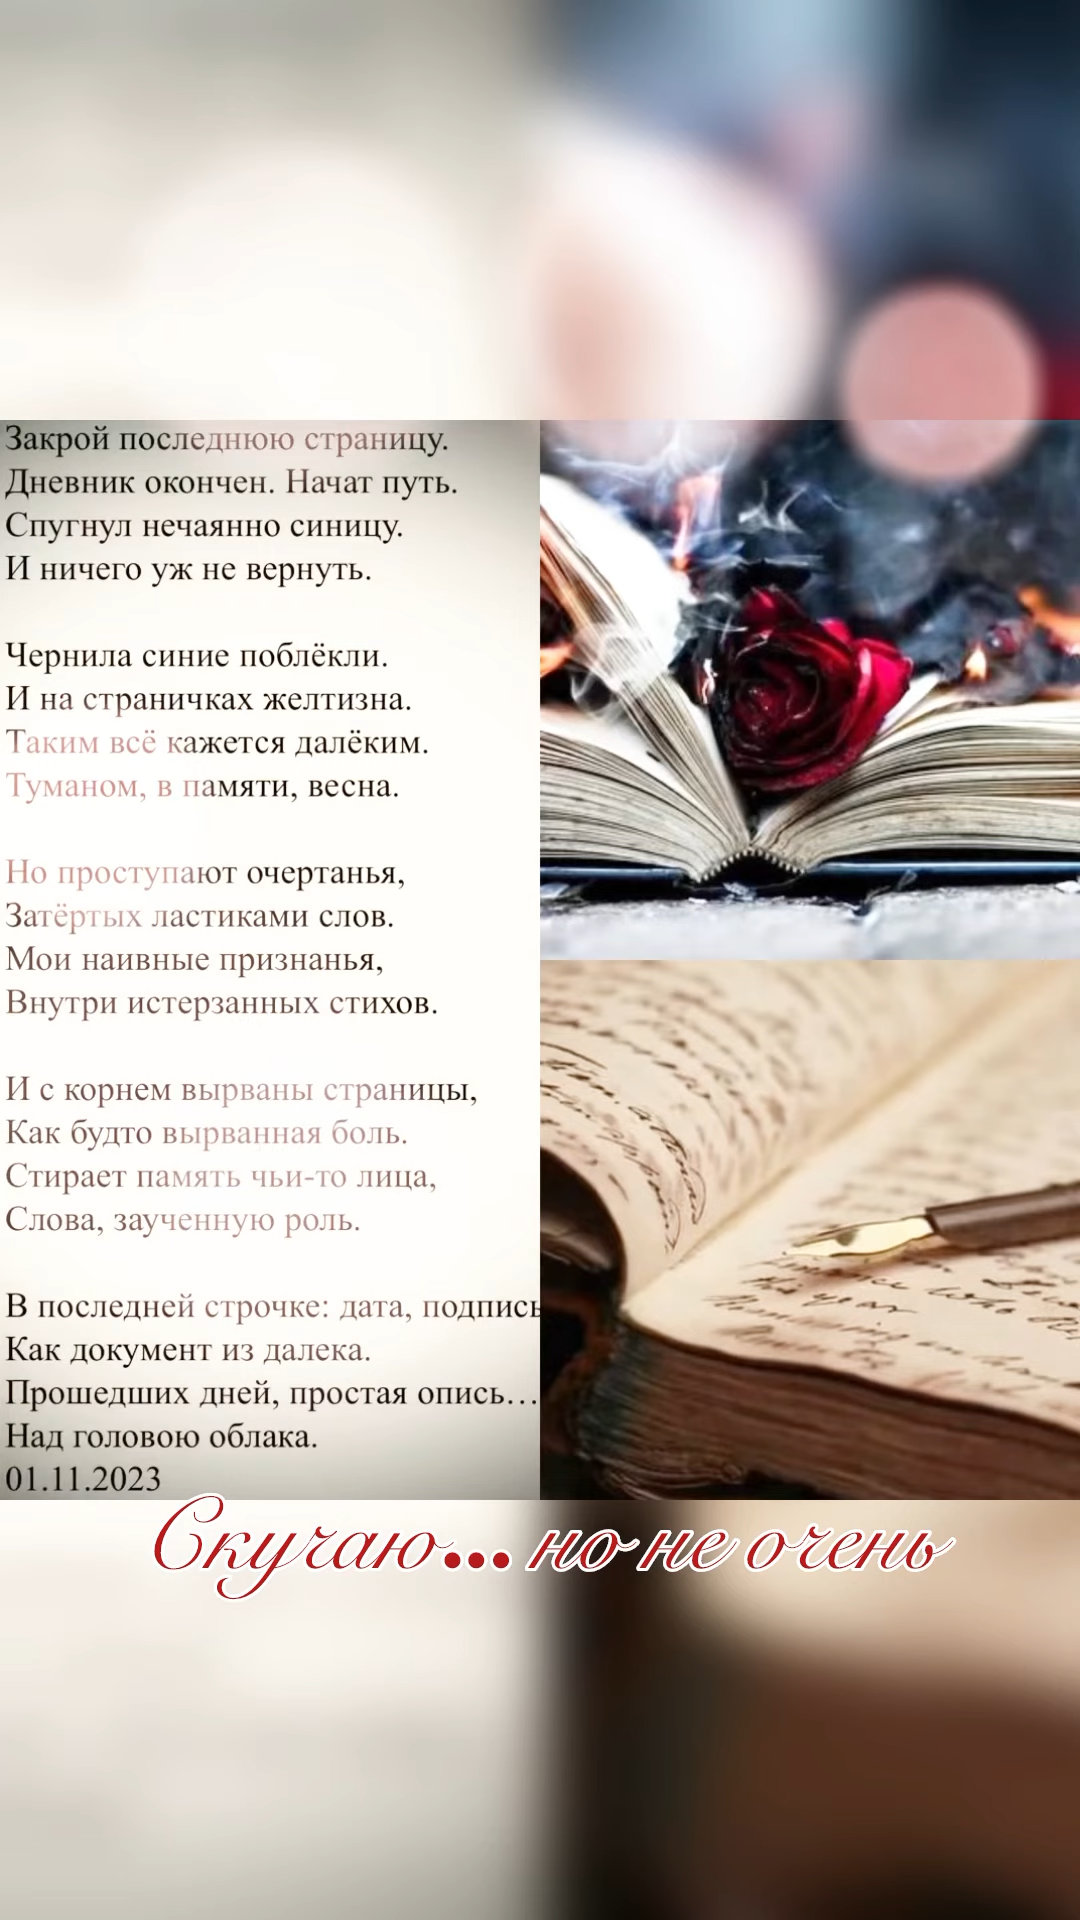 Закрой последнюю страницу.
Дневник окончен. Начат путь.
Спугнул нечаянно синицу.
И ничего уж не вернуть.
Чернила синие поблёкли.
И на страничках желтизна.
Таким всё кажется далёким.
Туманом, в памяти, весна.
Но проступают очертанья,
Затёртых ластиками слов.
Мои наивные признанья,
Внутри истерзанных стихов.
И с корнем вырваны страницы,
Как будто вырванная боль.
Стирает память чьи-то лица,
Слова, заученную роль.
В последней строчке: дата, подпись
Как документ из далека.
Прошедших дней, простая опись…
Над головою облака.
01.11.2023
Скучаю... но не очень